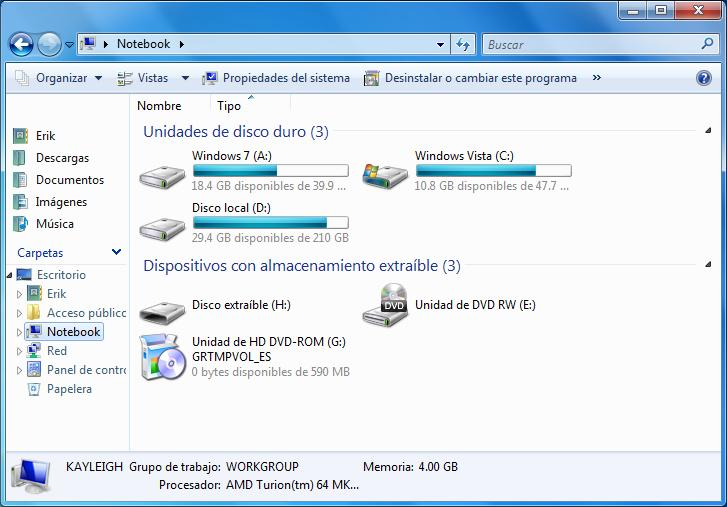 Notebook
Buscar
Organizar Vistas Propiedades del sistema Desinstalar o cambiar este programa »
Nombre Tipo
Erik
Descargas
Documentos
Imágenes
Música
Carpetas
Escritorio
Erik
Acceso públicc
Notebook
Red
Panel de contro
Papelera
Unidades de disco duro (3)
Windows 7 (A:)
18.4 GB disponibles de 39.9 ...
Windows Vista (C:)
10.8 GB disponibles de 47.7 ...
Disco local (D:)
29.4 GB disponibles de 210 GB
Dispositivos con almacenamiento extraíble (3)
Disco extraíble (H:)
DVD
Unidad de DVD RW (E:)
Unidad de HD DVD-ROM (G:)
GRTMPVOL_ES
0 bytes disponibles de 590 MB
KAYLEIGH Grupo de trabajo: WORKGROUP Memoria: 4.00 GB
Procesador: AMD Turion(tm) 64 MK...